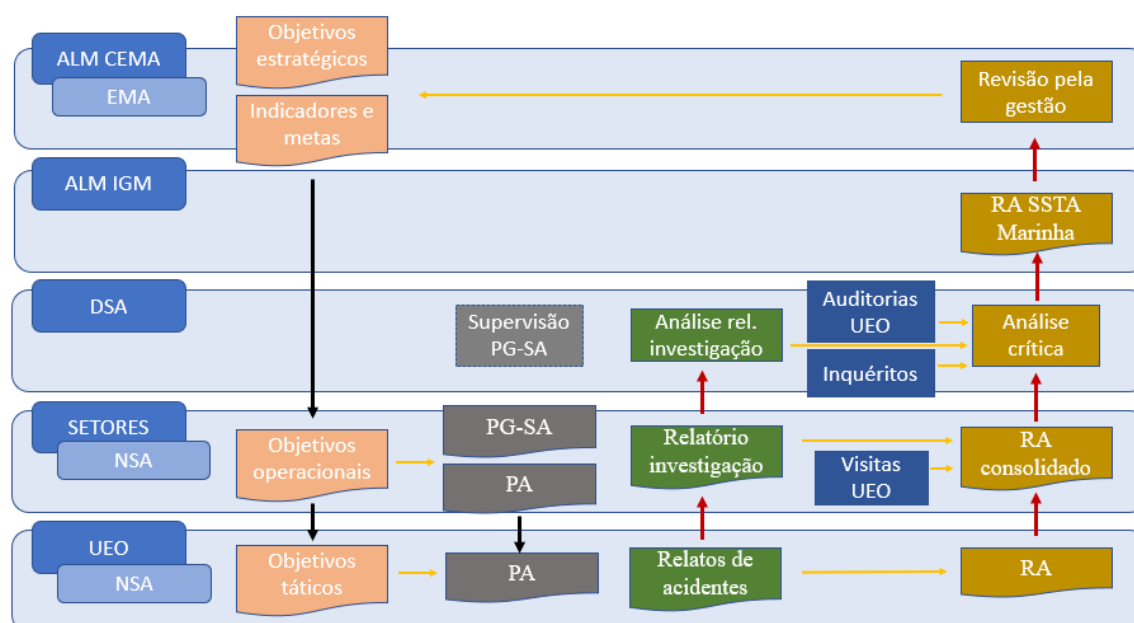 ALM CEMA
EMA
Objetivos
estratégicos
Indicadores e
metas
Revisão pela
gestão
ALM IGM
RA SSTA
Marinha
DSA
Supervisão
PG-SA
Análise rel.
investigação
Auditorias
UEO
Inquéritos
Análise
crítica
SETORES
NSA
Objetivos
operacionais
PG-SA
PA
Relatório
investigação
Visitas
UEO
RA
consolidado
UEO
NSA
Objetivos
táticos
PA
Relatos de
acidentes
RA